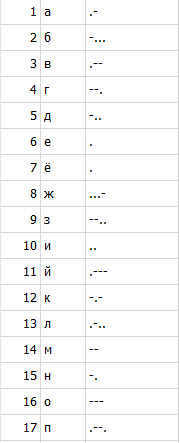 1 а .-
2 б -...
3 в .--
4 г --.
5 д -..
6 е .
7 ё .
8 ж ...-
9 з --..
10 и ..
11 й .---
12 к -.-
13 л .-..
14 м --
15 н -.
16 о ---
17 п .--.